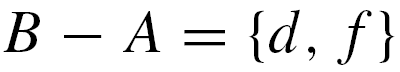 B − A = {d, f}